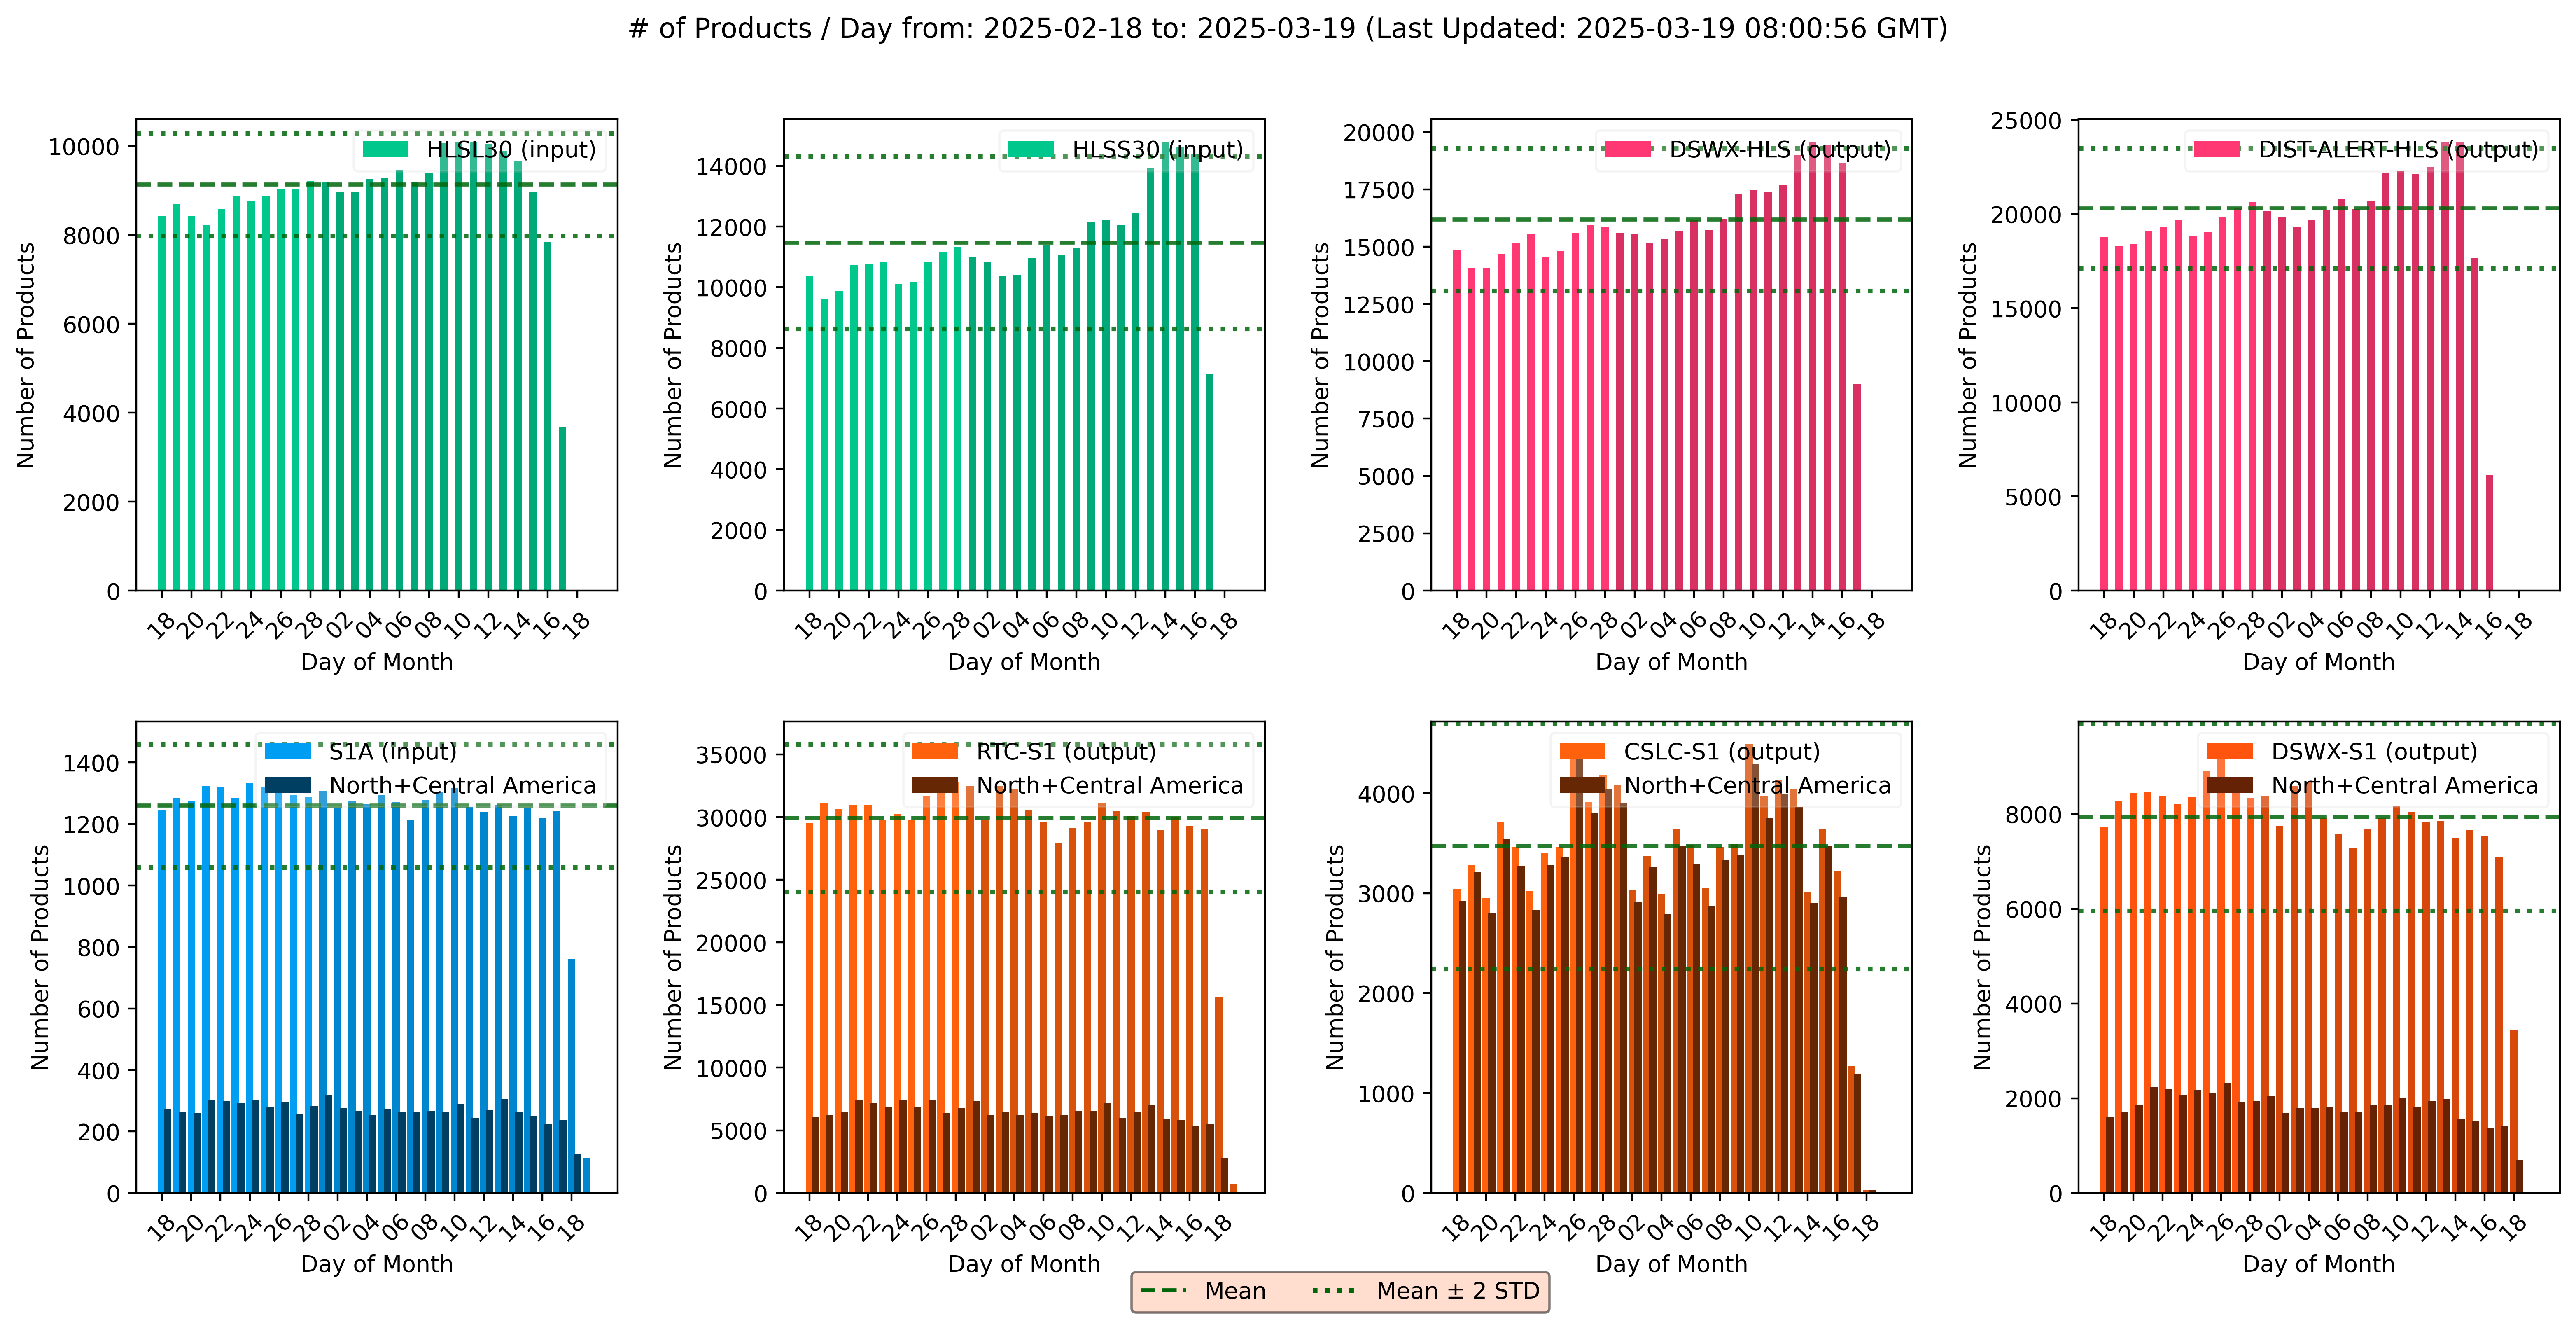 # of Products / Day from: 2025-02-18 to: 2025-03-19 (Last Updated: 2025-03-19 08:00:56 GMT)
HLSL30 (input)
Number of Products
10000
8000
6000
4000
2000
0
18 20 22 24 26 28 02 04 06 08 10 12 14 16 18
Day of Month
HLSS30 (input)
Number of Products
14000
12000
10000
8000
6000
4000
2000
0
18 20 22 24 26 28 02 04 06 08 10 12 14 16 18
Day of Month
DSWX-HLS (output)
Number of Products
20000
17500
15000
12500
10000
7500
5000
2500
0
18 20 22 24 26 28 02 04 06 08 10 12 14 16 18
Day of Month
DIST-ALERT-HLS (output)
Number of Products
25000
20000
15000
10000
5000
0
18 20 22 24 26 28 02 04 06 08 10 12 14 16 18
Day of Month
S1A (input)
North+Central America
Number of Products
1400
1200
1000
800
600
400
200
0
18 20 22 24 26 28 02 04 06 08 10 12 14 16 18
Day of Month
RTC-S1 (output)
North+Central America
Number of Products
35000
30000
25000
20000
15000
10000
5000
0
18 20 22 24 26 28 02 04 06 08 10 12 14 16 18
Day of Month
CSLC-S1 (output)
North+Central America
Number of Products
4000
3000
2000
1000
0
18 20 22 24 26 28 02 04 06 08 10 12 14 16 18
Day of Month
DSWX-S1 (output)
North+Central America
Number of Products
8000
6000
4000
2000
0
18 20 22 24 26 28 02 04 06 08 10 12 14 16 18
Day of Month
Mean
Mean ± 2 STD